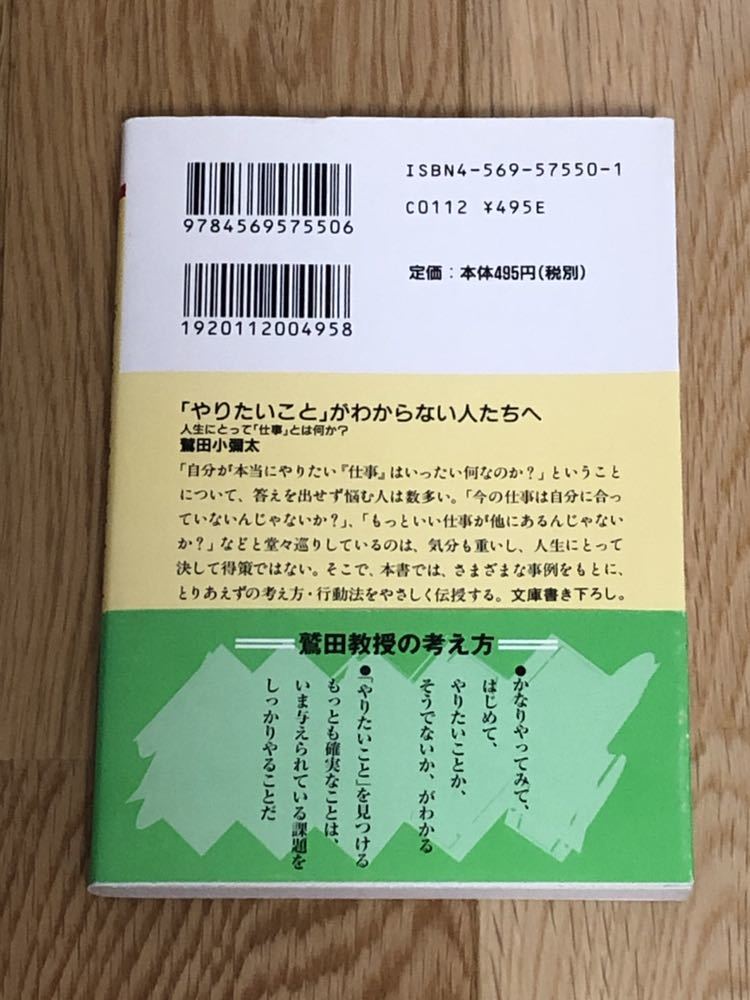 ISBN4-569-57550-1
C0112 ¥495E
9784569575506
定価：本体495円(税別)
1920112004958
「やりたいこと」がわからない人たちへ
人生にとって「仕事」とは何か？
鷲田小彌太
「自分が本当にやりたい『仕事』はいったい何なのか？」ということ
について、答えを出せず悩む人は数多い。「今の仕事は自分に合っ
ていないんじゃないか？」、「もっといい仕事が他にあるんじゃない
か？」などと堂々巡りしているのは、気分も重いし、人生にとって
決して得策ではない。そこで、本書では、さまざまな事例をもとに、
とりあえずの考え方・行動法をやさしく伝授する。文庫書き下ろし。
鷲田教授の考え方
●かなりやってみて、
はじめて、
やりたいことか、
そうでないか、がわかる
●「やりたいこと」を見つける
もっとも確実なことは、
いま与えられている課題を
しっかりやることだ